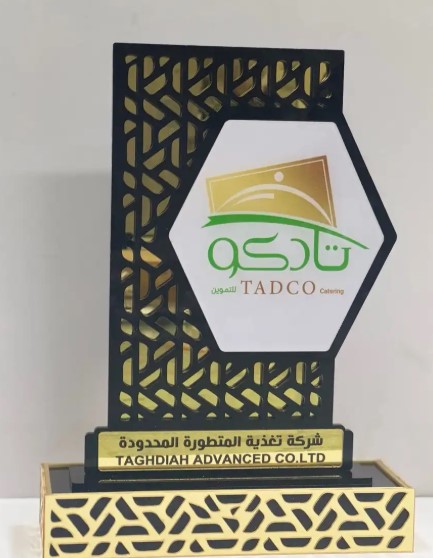 تادكو
للتموين TADCO Catering
شركة تغذية المتطورة المحدودة
TAGHDIAH ADVANCED CO.LTD